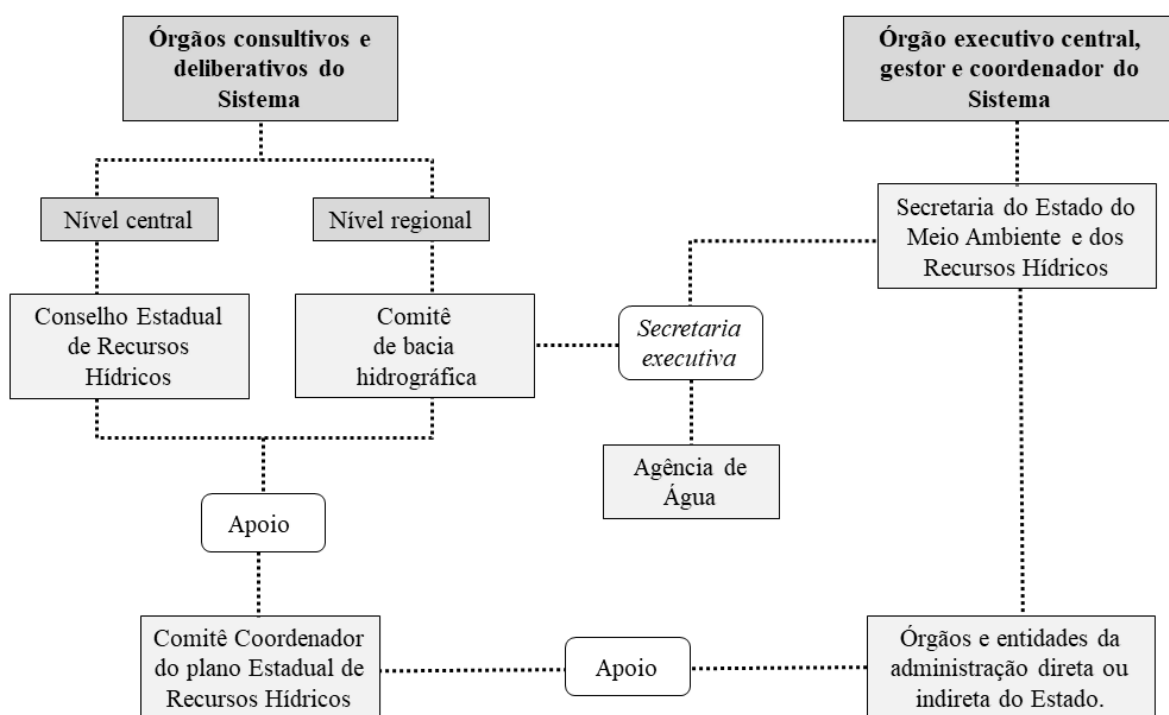 Órgãos consultivos e
deliberativos do
Sistema
Órgão executivo central,
gestor e coordenador do
Sistema
Nível central
Nível regional
Secretaria do Estado do
Meio Ambiente e dos
Recursos Hídricos
Conselho Estadual
de Recursos
Hídricos
Comitê
de bacia
hidrográfica
Secretaria
executiva
Agência de
Água
Apoio
Comitê Coordenador
do plano Estadual de
Recursos Hídricos
Apoio
Órgãos e entidades da
administração direta ou
indireta do Estado.